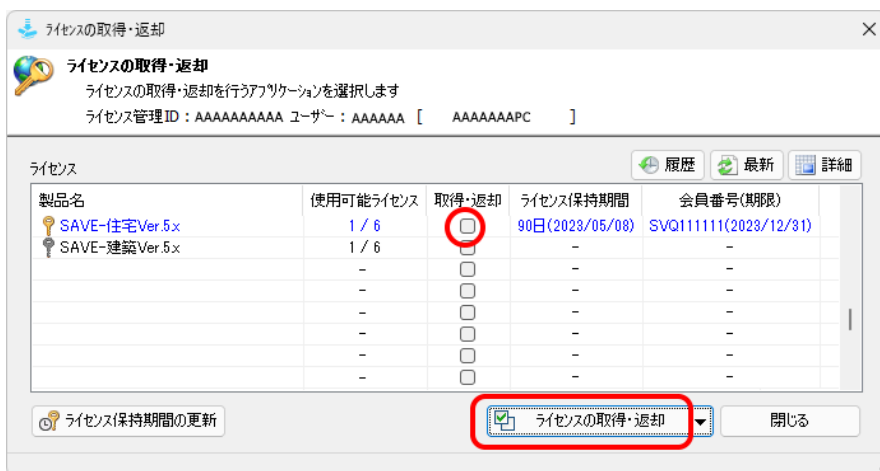 ライセンスの取得・返却
ライセンスの取得・返却
ライセンスの取得・返却を行うアプリケーションを選択します
ライセンス管理ID：AAAAAAAAAA ユーザー：AAAAAA [ AAAAAAAPC ]
ライセンス 履歴 最新 詳細
製品名 使用可能ライセンス 取得・返却 ライセンス保持期間 会員番号(期限)
SAVE-住宅Ver.5x 1 / 6 90日(2023/05/08) SVQ111111(2023/12/31)
SAVE-建築Ver.5x 1 / 6 - -
- - -
- - -
- - -
- - -
- - -
- - -
ライセンス保持期間の更新 ライセンスの取得・返却 閉じる